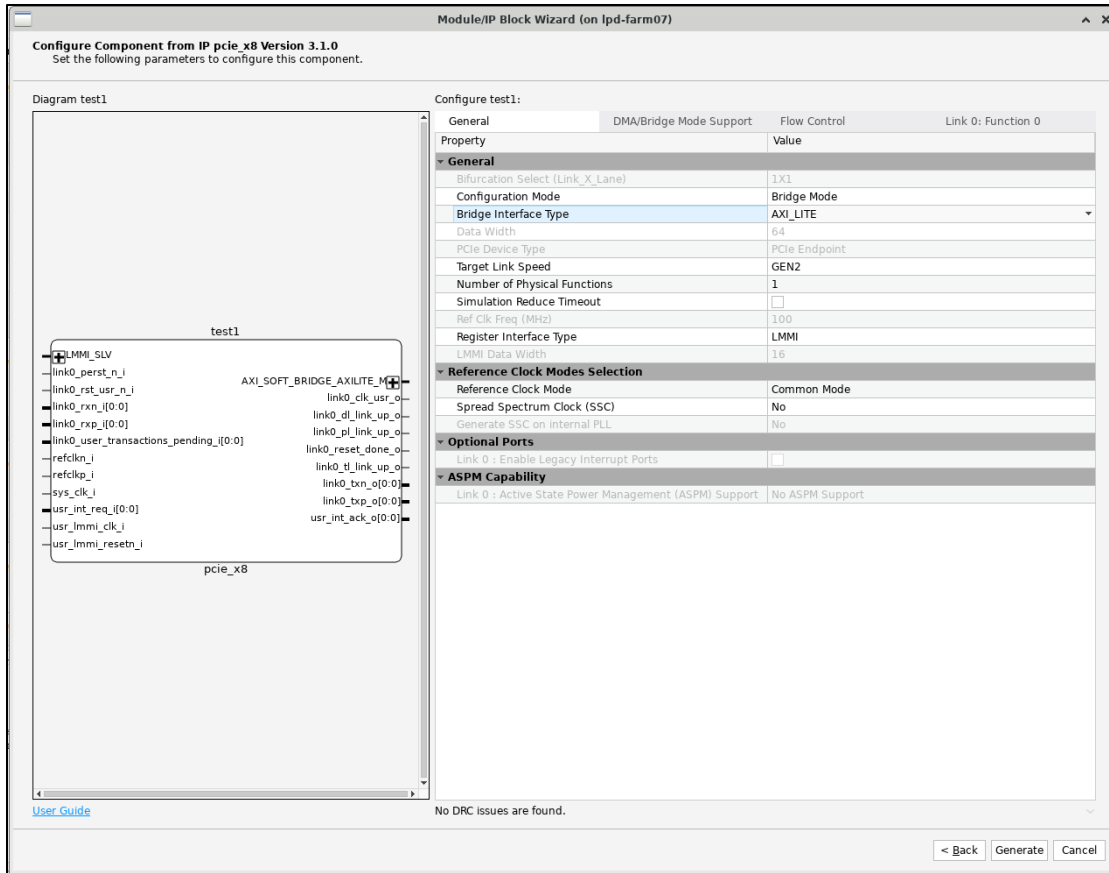 Module/IP Block Wizard (on lpd-farm07)
Configure Component from IP pcie_x8 Version 3.1.0
Set the following parameters to configure this component.
Diagram test1
test1
LMMI_SLV
link0_perst_n_i
link0_rst_usr_n_i
link0_rxn_i[0:0]
link0_rxp_i[0:0]
link0_user_transactions_pending_i[0:0]
refclkn_i
refclkp_i
sys_clk_i
usr_int_req_i[0:0]
usr_lmmi_clk_i
usr_lmmi_resetn_i
AXI_SOFT_BRIDGE_AXILITE_M
link0_clk_usr_o
link0_dl_link_up_o
link0_pl_link_up_o
link0_reset_done_o
link0_tl_link_up_o
link0_txn_o[0:0]
link0_txp_o[0:0]
usr_int_ack_o[0:0]
pcie_x8
User Guide
Configure test1:
General DMA/Bridge Mode Support Flow Control Link 0: Function 0
Property Value
General
Bifurcation Select (Link_X_Lane) 1X1
Configuration Mode Bridge Mode
Bridge Interface Type AXI_LITE
Data Width 64
PCIe Device Type PCIe Endpoint
Target Link Speed GEN2
Number of Physical Functions 1
Simulation Reduce Timeout
Ref Clk Freq (MHz) 100
Register Interface Type LMMI
LMMI Data Width 16
Reference Clock Modes Selection
Reference Clock Mode Common Mode
Spread Spectrum Clock (SSC) No
Generate SSC on internal PLL No
Optional Ports
Link 0 : Enable Legacy Interrupt Ports
ASPM Capability
Link 0 : Active State Power Management (ASPM) Support No ASPM Support
No DRC issues are found.
< Back Generate Cancel